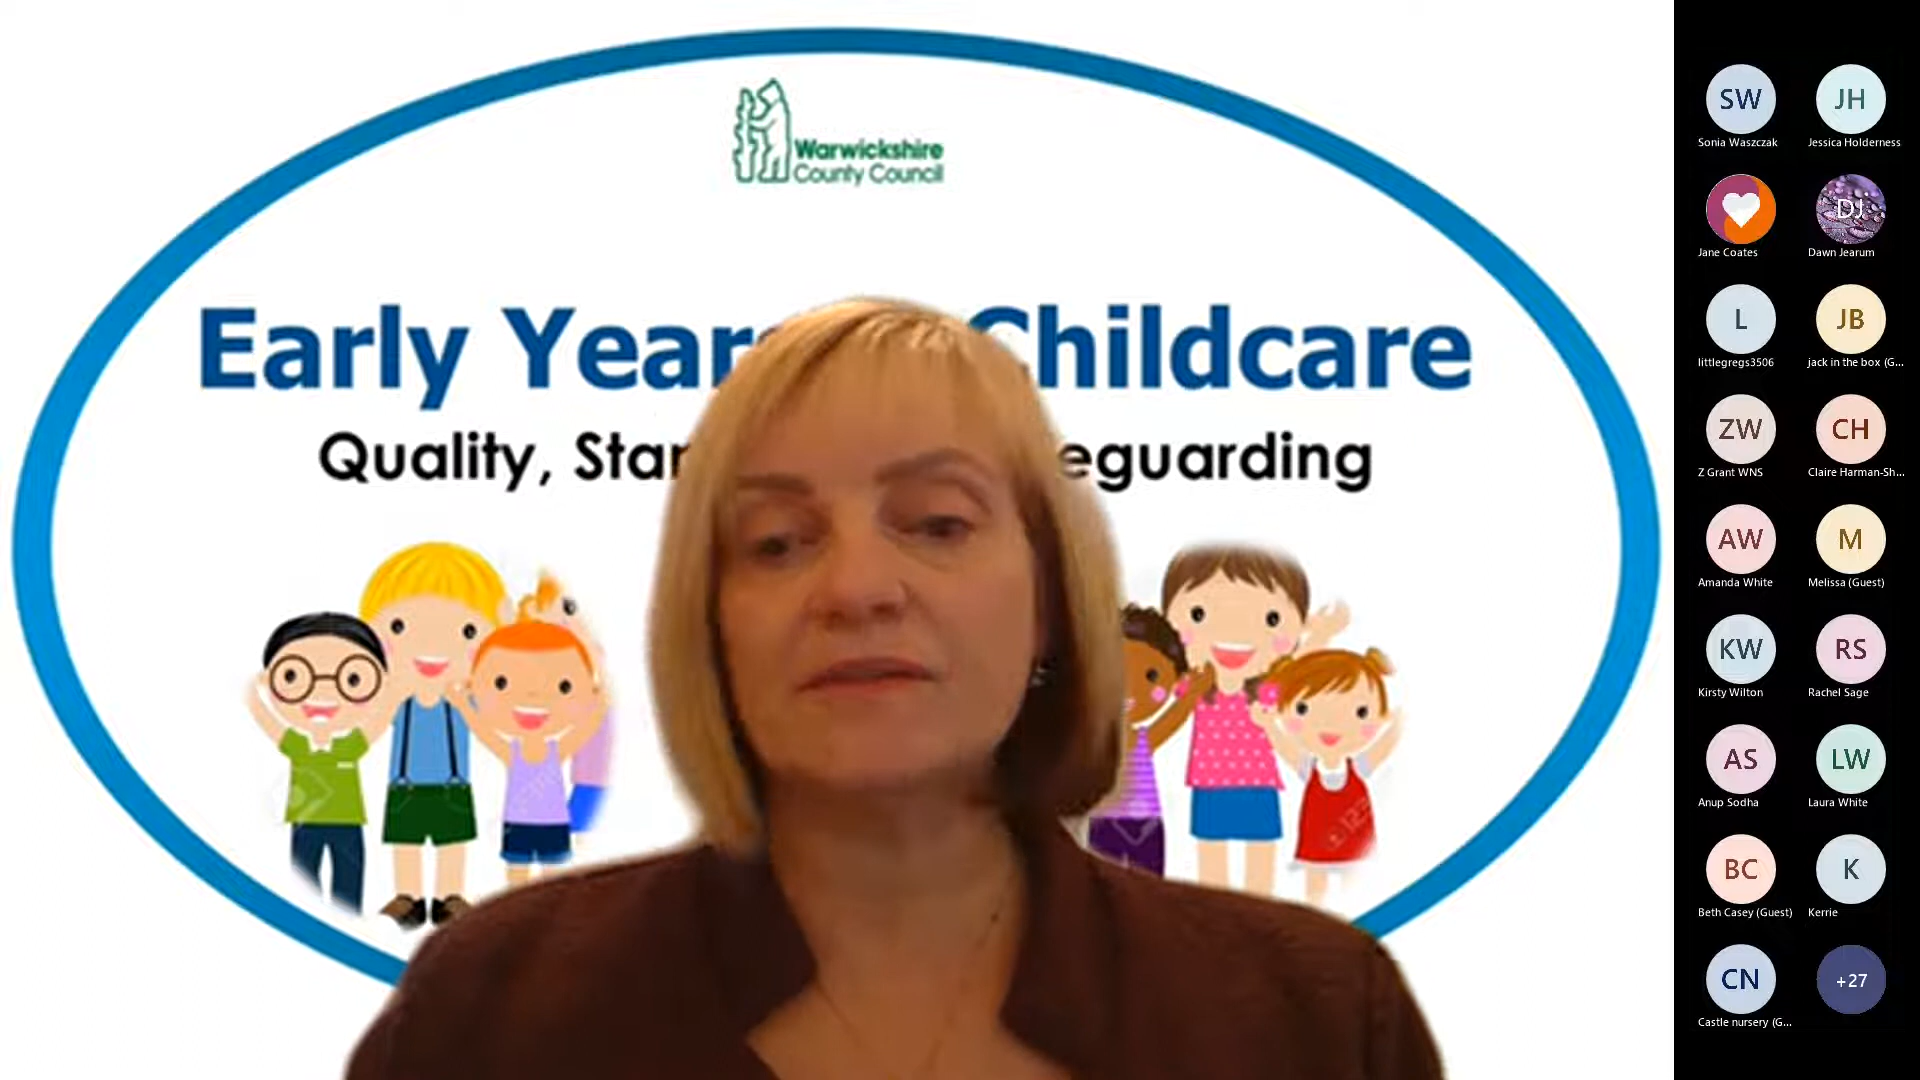 Warwickshire
County Council
Early Year Childcare
Quality, Star eguarding
SW
Sonia Waszczak
JH
Jessica Holderness
Jane Coates
DJ
Dawn Jearum
L
littlegregs3506
JB
jack in the box (G...
ZW
Z Grant WNS
CH
Claire Harman-Sh...
AW
Amanda White
M
Melissa (Guest)
KW
Kirsty Wilton
RS
Rachel Sage
AS
Anup Sodha
LW
Laura White
BC
Beth Casey (Guest)
K
Kerrie
CN
Castle nursery (G...
+27